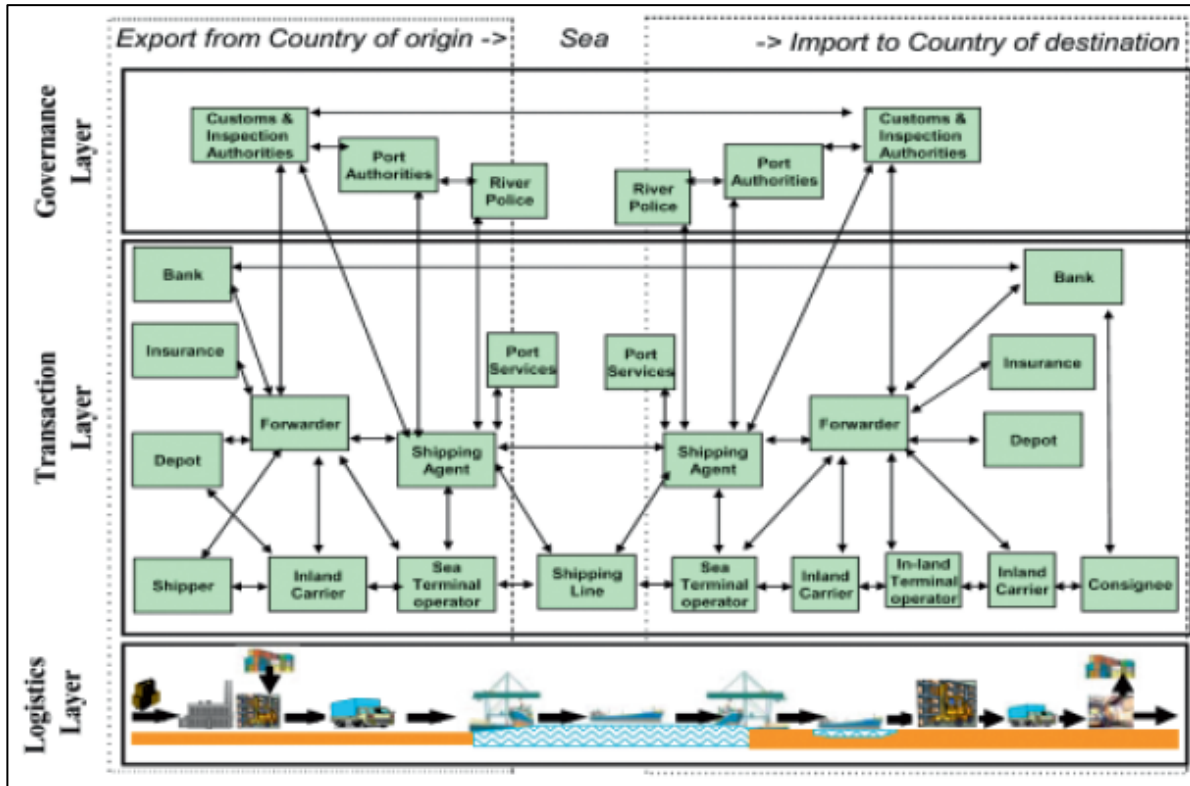 Export from Country of origin ->
Sea
-> Import to Country of destination
Governance
Layer
Customs &
Inspection
Authorities
Port
Authorities
River
Police
River
Police
Port
Authorities
Customs &
Inspection
Authorities
Transaction
Layer
Bank
Bank
Insurance
Port
Services
Port
Services
Insurance
Forwarder
Forwarder
Depot
Shipping
Agent
Shipping
Agent
Depot
Shipper
Inland
Carrier
Sea
Terminal
operator
Shipping
Line
Sea
Terminal
operator
Inland
Carrier
In-land
Terminal
operator
Inland
Carrier
Consignee
Logistics
Layer